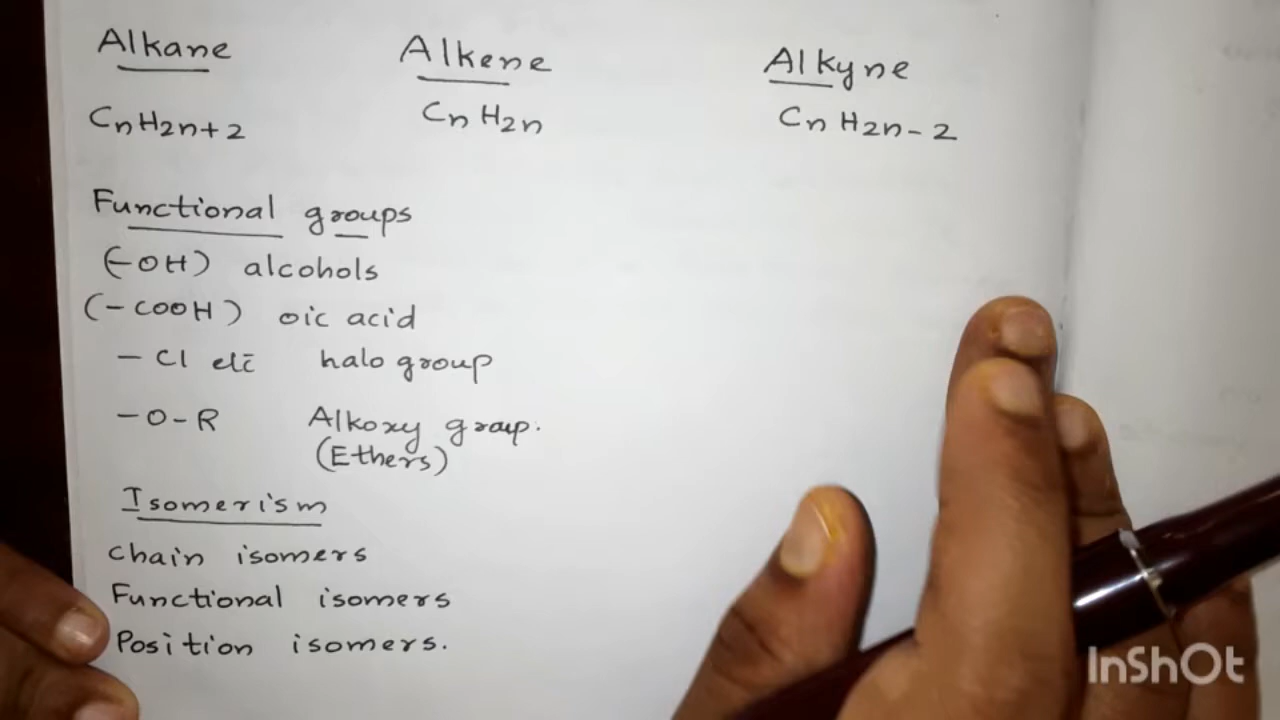 Alkane Alkene Alkyne
CnH2n+2 CnH2n CnH2n-2
Functional groups
(-OH) alcohols
(-COOH) oic acid
- Cl etc halo group
-O-R Alkoxy group.
(Ethers)
Isomerism
chain isomers
Functional isomers
Position isomers.
InShOt